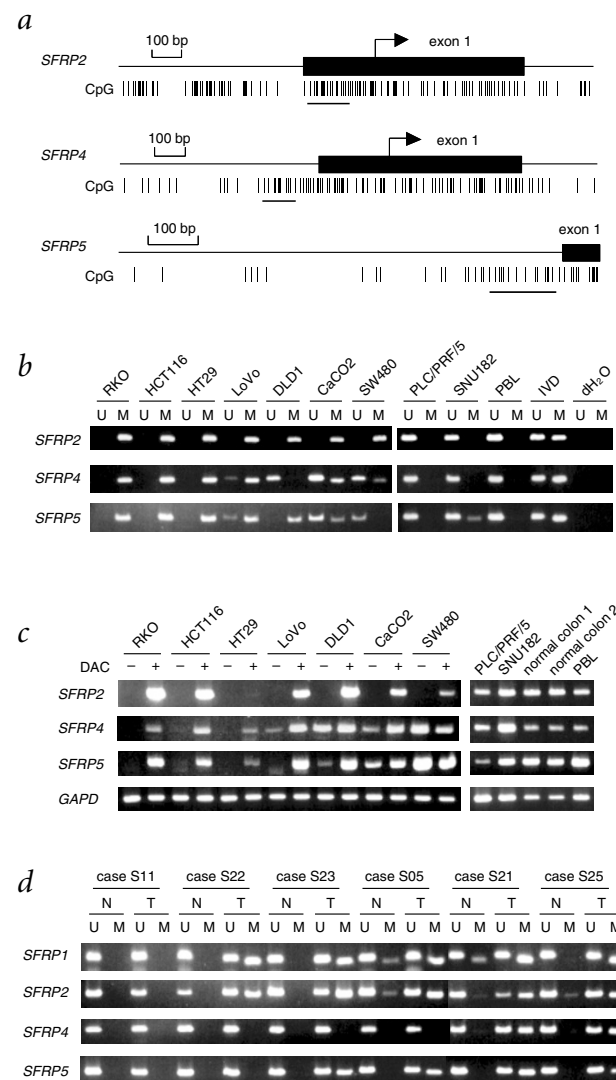 a
100 bp
exon 1
SFRP2
CpG
100 bp
exon 1
SFRP4
CpG
100 bp
exon 1
SFRP5
CpG
b
RKO HCT116 HT29 LoVo DLD1 CaCO2 SW480 PLC/PRF/5 SNU182 PBL IVD dH2O
U M U M U M U M U M U M U M U M U M U M U M U M
SFRP2
SFRP4
SFRP5
c
RKO HCT116 HT29 LoVo DLD1 CaCO2 SW480 PLC/PRF/5 SNU182 normal colon 1 normal colon 2 PBL
DAC – + – + – + – + – + – + – +
SFRP2
SFRP4
SFRP5
GAPD
d
case S11 case S22 case S23 case S05 case S21 case S25
N T N T N T N T N T N T
U M U M U M U M U M U M U M U M U M U M U M U M
SFRP1
SFRP2
SFRP4
SFRP5